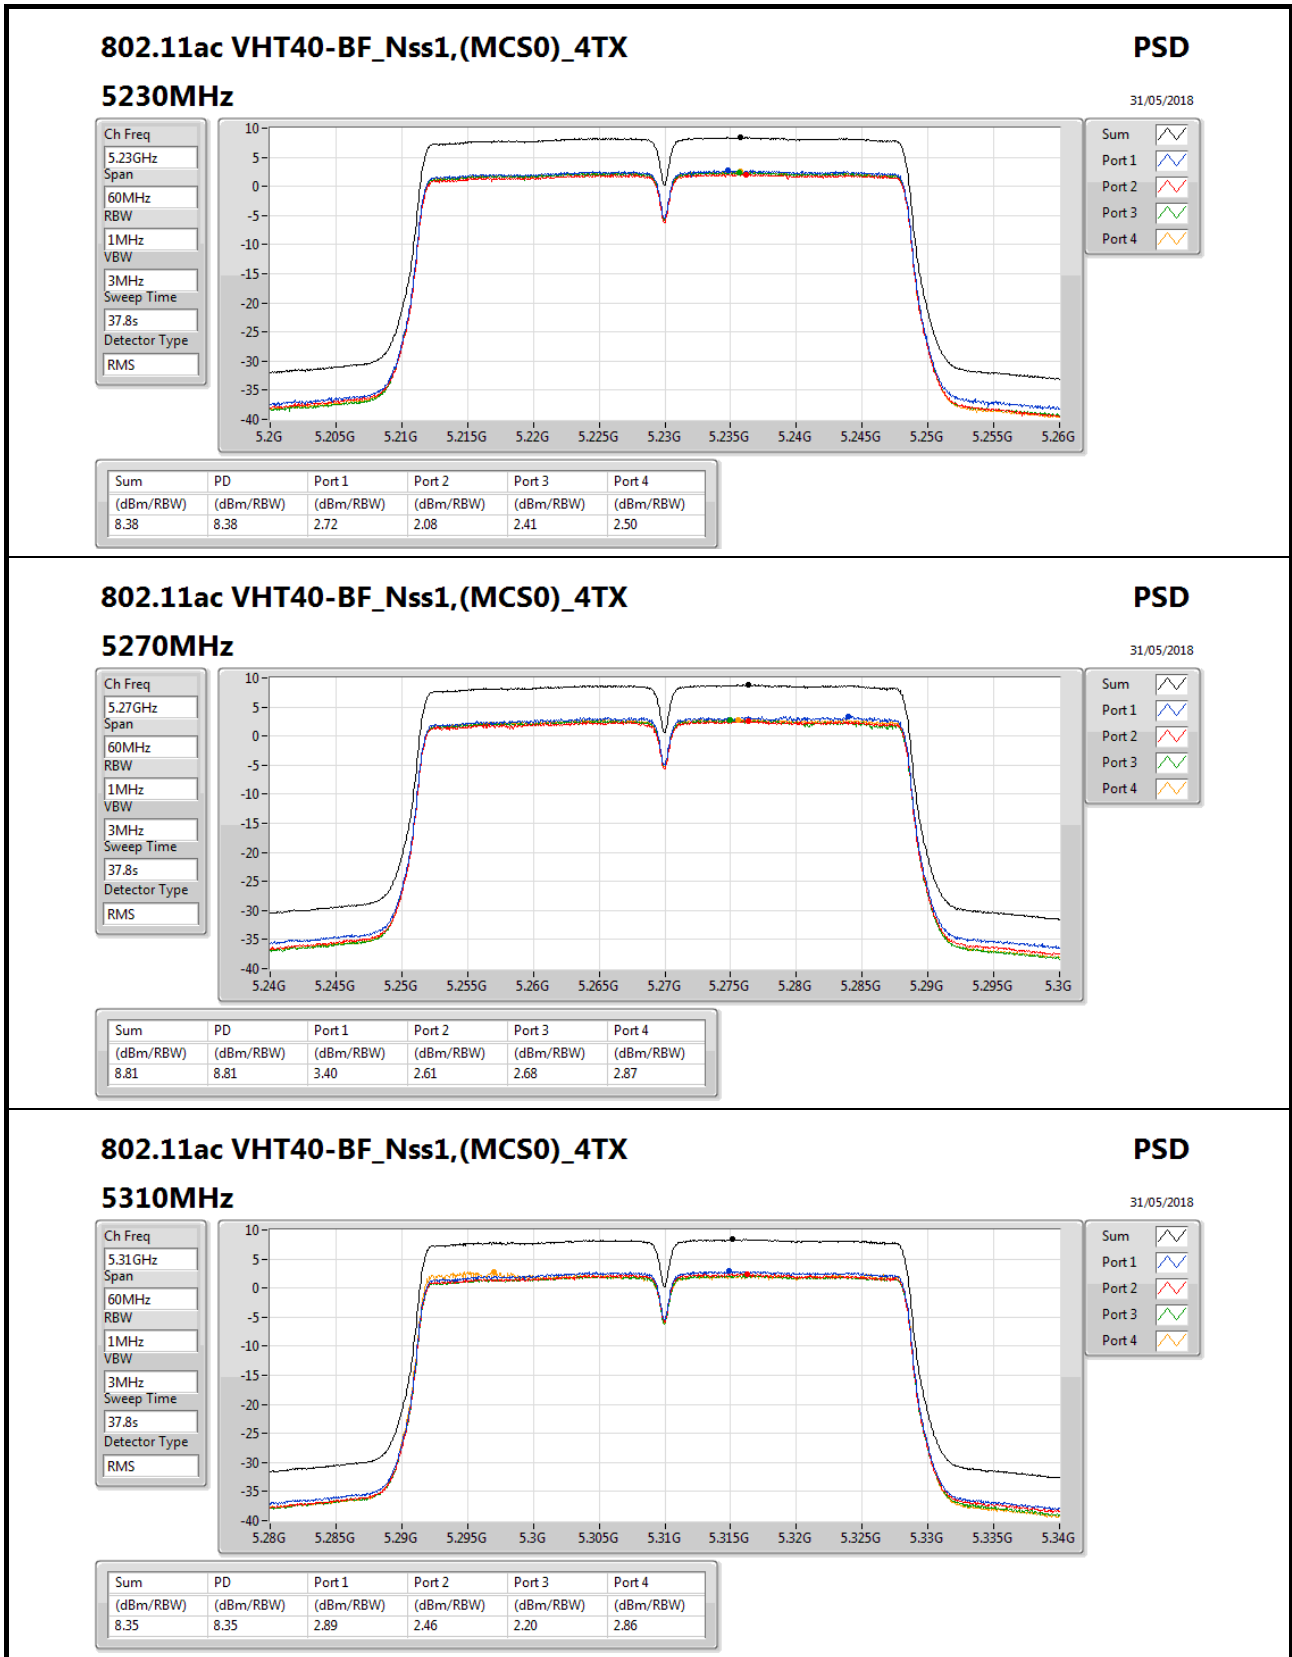 802.11ac VHT40-BF_Nss1,(MCS0)_4TX PSD
5230MHz 31/05/2018
Ch Freq
5.23GHz
Span
60MHz
RBW
1MHz
VBW
3MHz
Sweep Time
37.8s
Detector Type
RMS
10
5
0
-5
-10
-15
-20
-25
-30
-35
-40
5.2G 5.205G 5.21G 5.215G 5.22G 5.225G 5.23G 5.235G 5.24G 5.245G 5.25G 5.255G 5.26G
Sum
Port 1
Port 2
Port 3
Port 4
Sum PD Port 1 Port 2 Port 3 Port 4
(dBm/RBW) (dBm/RBW) (dBm/RBW) (dBm/RBW) (dBm/RBW) (dBm/RBW)
8.38 8.38 2.72 2.08 2.41 2.50
802.11ac VHT40-BF_Nss1,(MCS0)_4TX PSD
5270MHz 31/05/2018
Ch Freq
5.27GHz
Span
60MHz
RBW
1MHz
VBW
3MHz
Sweep Time
37.8s
Detector Type
RMS
10
5
0
-5
-10
-15
-20
-25
-30
-35
-40
5.24G 5.245G 5.25G 5.255G 5.26G 5.265G 5.27G 5.275G 5.28G 5.285G 5.29G 5.295G 5.3G
Sum
Port 1
Port 2
Port 3
Port 4
Sum PD Port 1 Port 2 Port 3 Port 4
(dBm/RBW) (dBm/RBW) (dBm/RBW) (dBm/RBW) (dBm/RBW) (dBm/RBW)
8.81 8.81 3.40 2.61 2.68 2.87
802.11ac VHT40-BF_Nss1,(MCS0)_4TX PSD
5310MHz 31/05/2018
Ch Freq
5.31GHz
Span
60MHz
RBW
1MHz
VBW
3MHz
Sweep Time
37.8s
Detector Type
RMS
10
5
0
-5
-10
-15
-20
-25
-30
-35
-40
5.28G 5.285G 5.29G 5.295G 5.3G 5.305G 5.31G 5.315G 5.32G 5.325G 5.33G 5.335G 5.34G
Sum
Port 1
Port 2
Port 3
Port 4
Sum PD Port 1 Port 2 Port 3 Port 4
(dBm/RBW) (dBm/RBW) (dBm/RBW) (dBm/RBW) (dBm/RBW) (dBm/RBW)
8.35 8.35 2.89 2.46 2.20 2.86